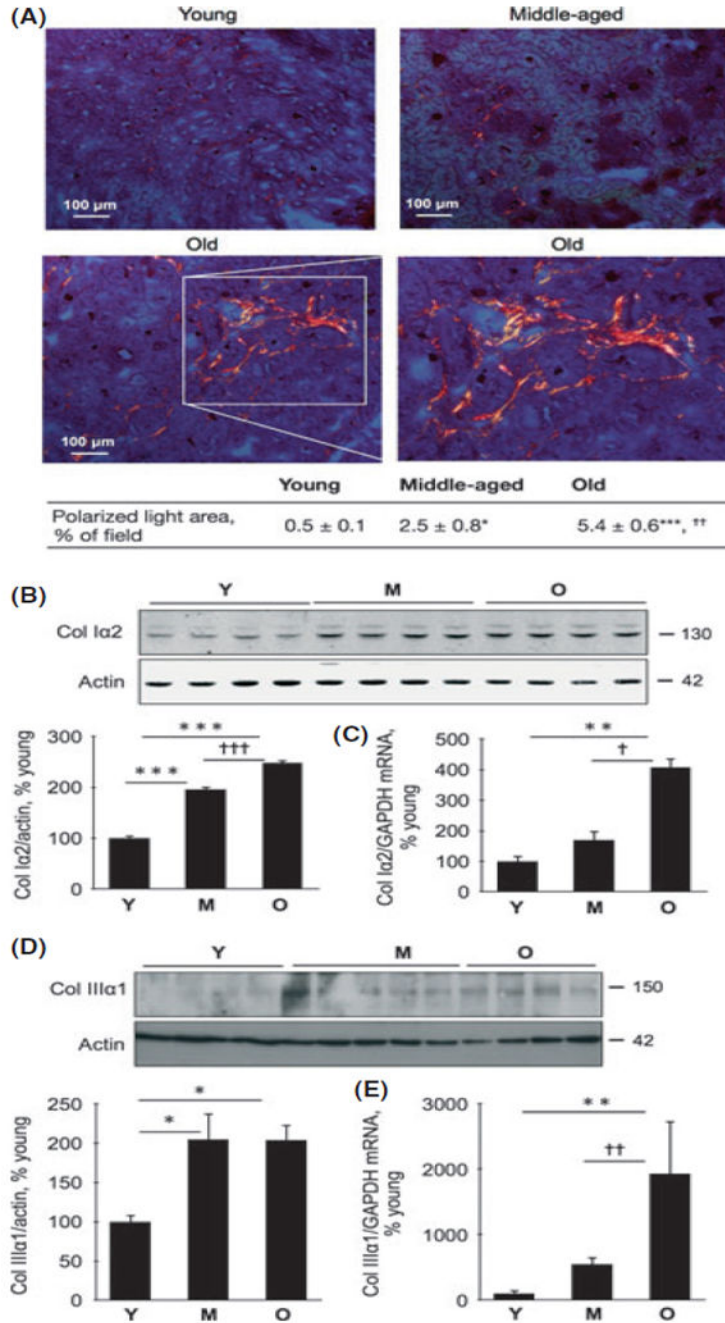 (A)
Young
Middle-aged
100 µm
100 µm
Old
Old
100 µm
Young Middle-aged Old
Polarized light area, % of field 0.5 ± 0.1 2.5 ± 0.8* 5.4 ± 0.6***, ††
(B)
Y M O
Col Iα2
130
Actin
42
Col Iα2/actin, % young
300
200
100
0
* * *
* * *
†††
Y M O
(C)
Col Iα2/GAPDH mRNA, % young
500
400
300
200
100
0
* *
†
Y M O
(D)
Y M O
Col IIIα1
150
Actin
42
Col IIIα1/actin, % young
250
200
150
100
50
0
*
*
Y M O
(E)
Col IIIα1/GAPDH mRNA, % young
3000
2000
1000
0
* *
††
Y M O